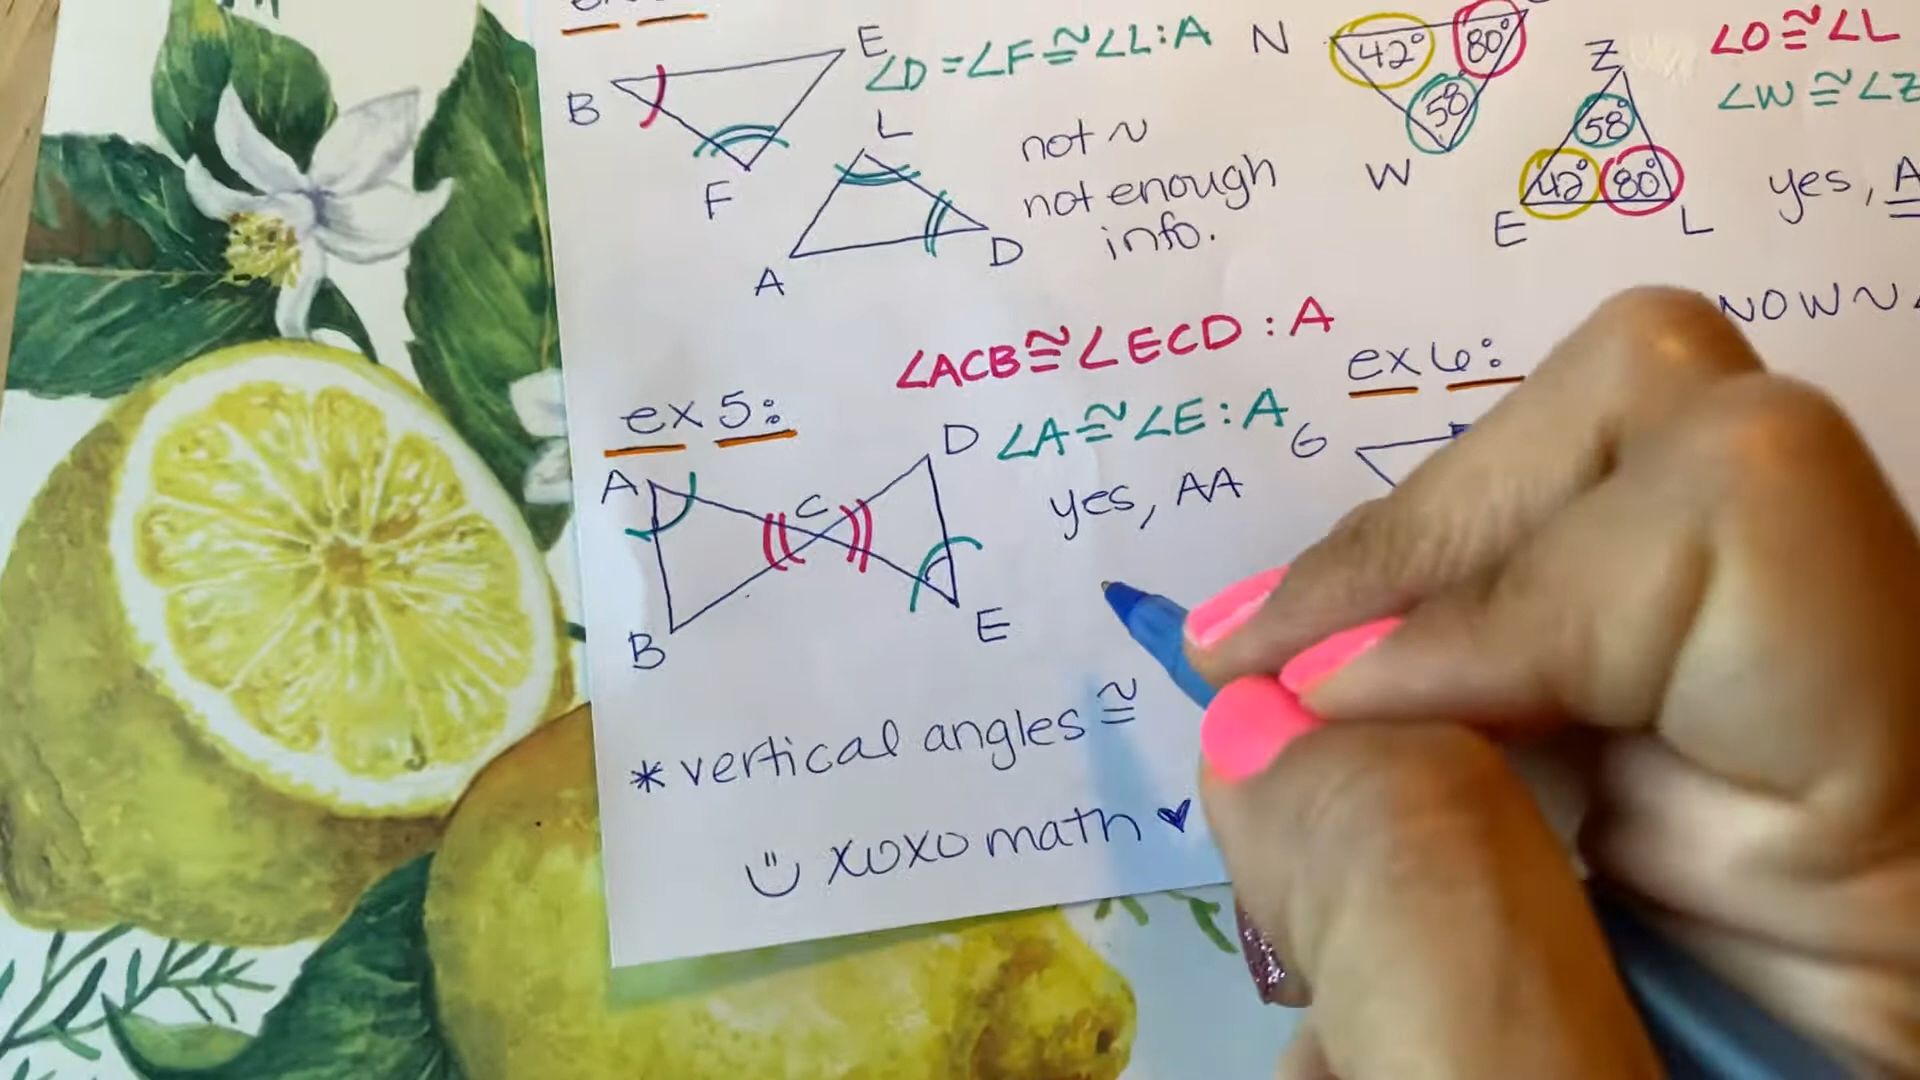 B
E
∠D = ∠F ≅ ∠L : A
L
F
A
D
not ~
not enough
info.
N
42° 80°
58°
W
Z
58°
42° 80°
E
L
∠O ≅ ∠L
∠W ≅ ∠Z
yes, A
NOW ~
∠ACB ≅ ∠ECD : A
ex 5:
ex 6:
D
∠A ≅ ∠E : A
G
A
C
yes, AA
B
E
* vertical angles ≅
xoxo math ♥